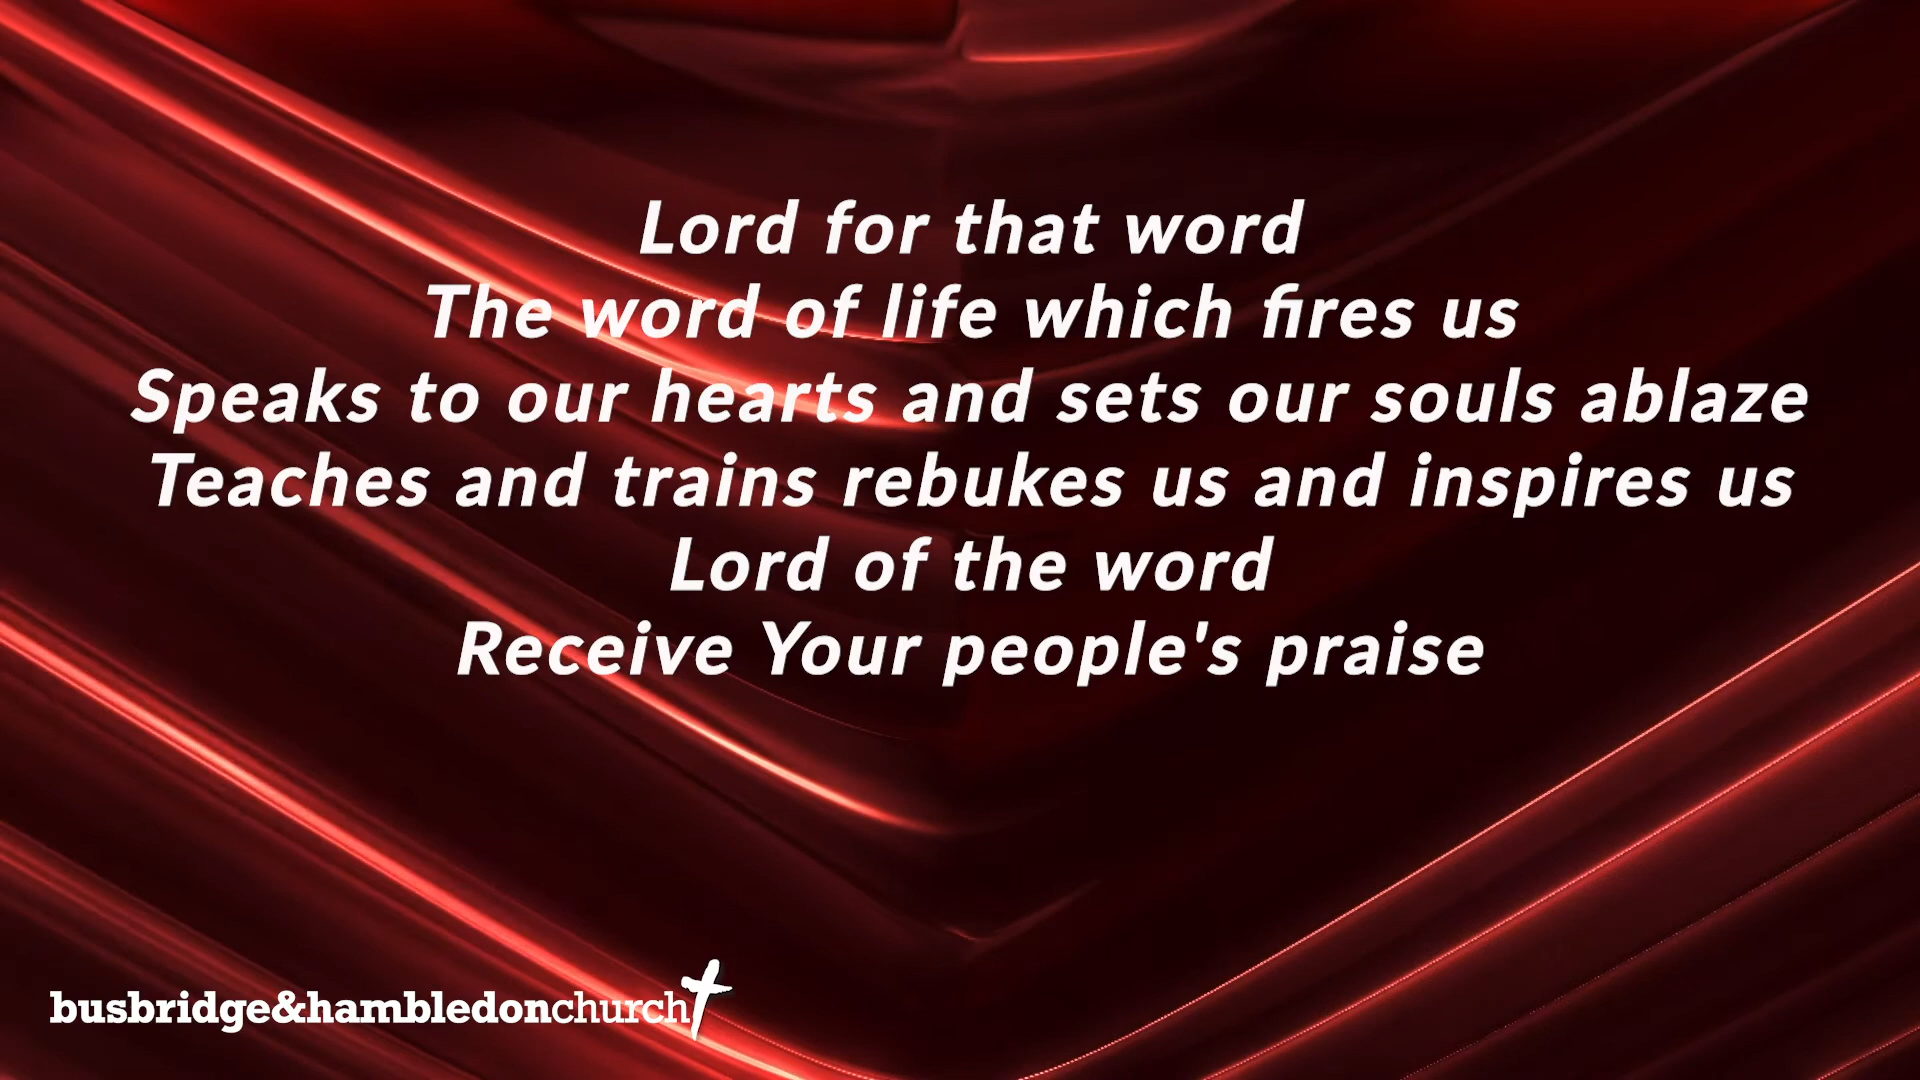 Lord for that word
The word of life which fires us
Speaks to our hearts and sets our souls ablaze
Teaches and trains rebukes us and inspires us
Lord of the word
Receive Your people's praise
busbridge&hambledonchurch